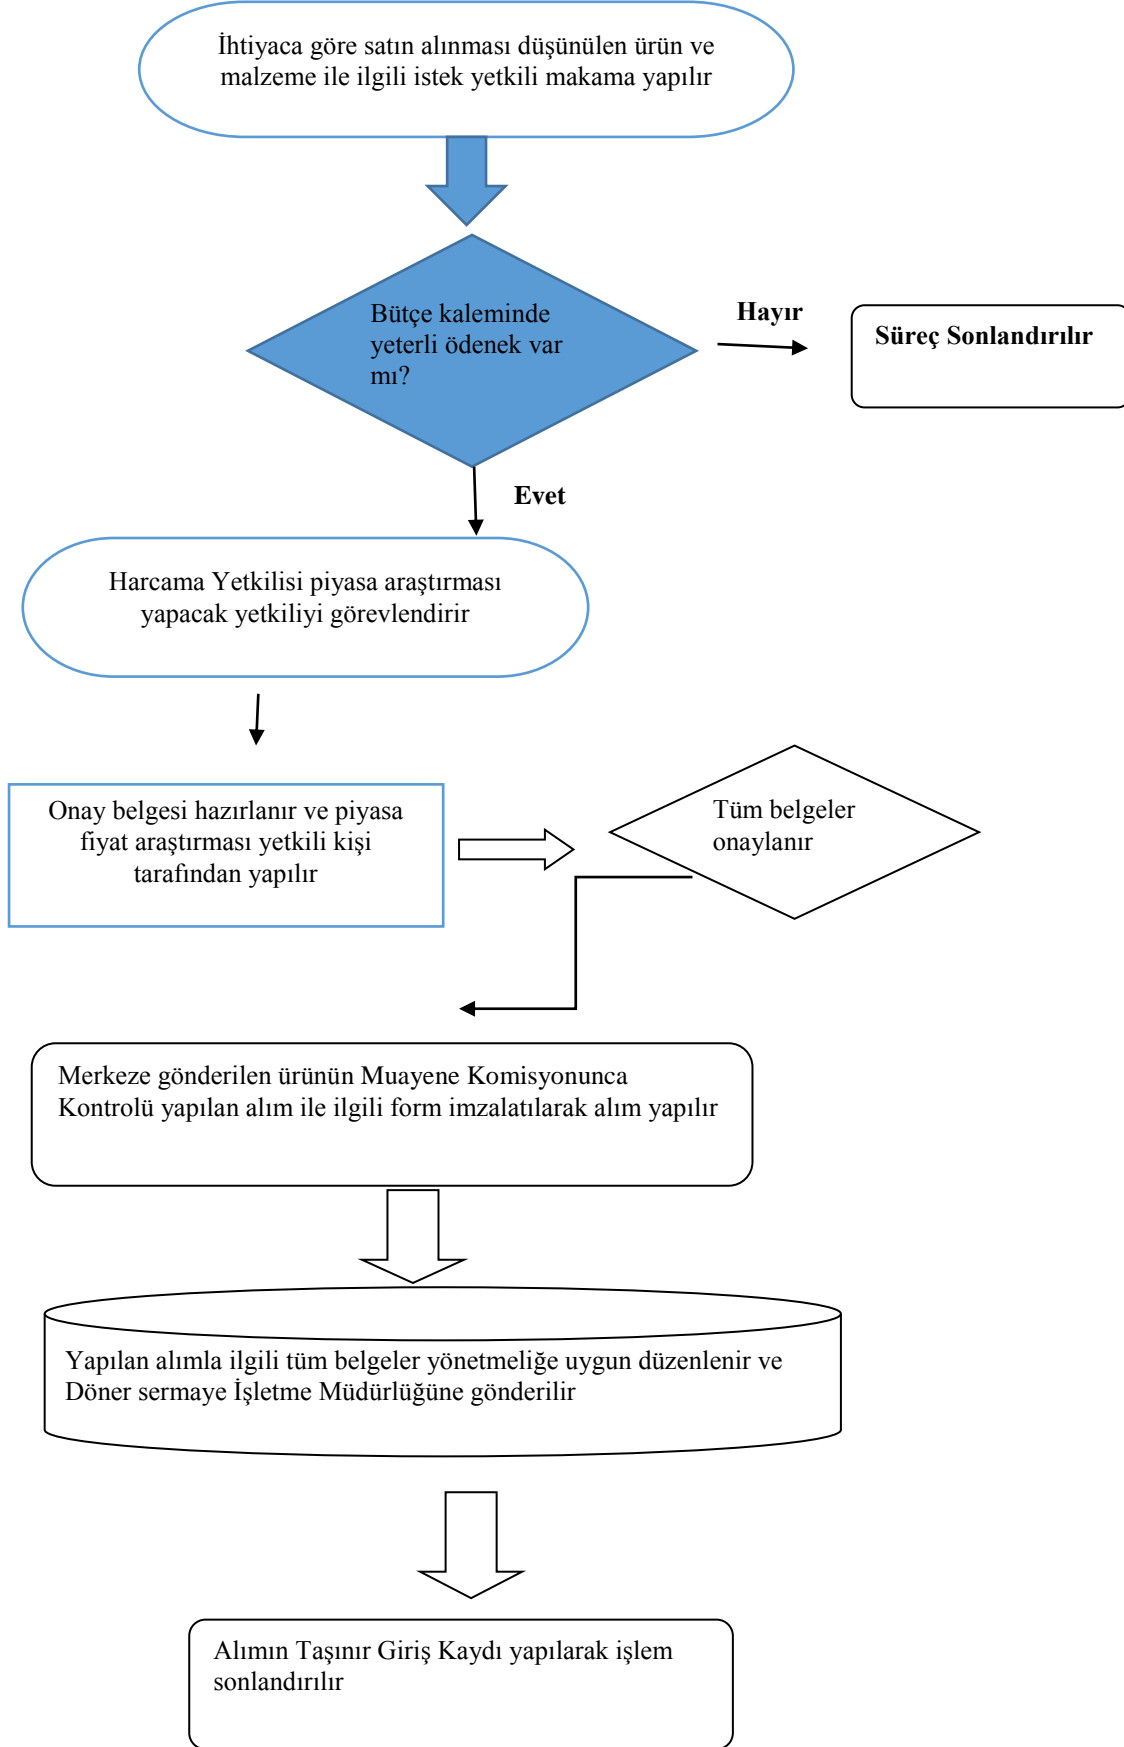 İhtiyaca göre satın alınması düşünülen ürün ve
malzeme ile ilgili istek yetkili makama yapılır
Bütçe kaleminde
yeterli ödenek var
mı?
Hayır
Süreç Sonlandırılır
Evet
Harcama Yetkilisi piyasa araştırması
yapacak yetkiliyi görevlendirir
Onay belgesi hazırlanır ve piyasa
fiyat araştırması yetkili kişi
tarafından yapılır
Tüm belgeler
onaylanır
Merkeze gönderilen ürünün Muayene Komisyonunca
Kontrolü yapılan alım ile ilgili form imzalatılarak alım yapılır
Yapılan alımla ilgili tüm belgeler yönetmeliğe uygun düzenlenir ve
Döner sermaye İşletme Müdürlüğüne gönderilir
Alımın Taşınır Giriş Kaydı yapılarak işlem
sonlandırılır